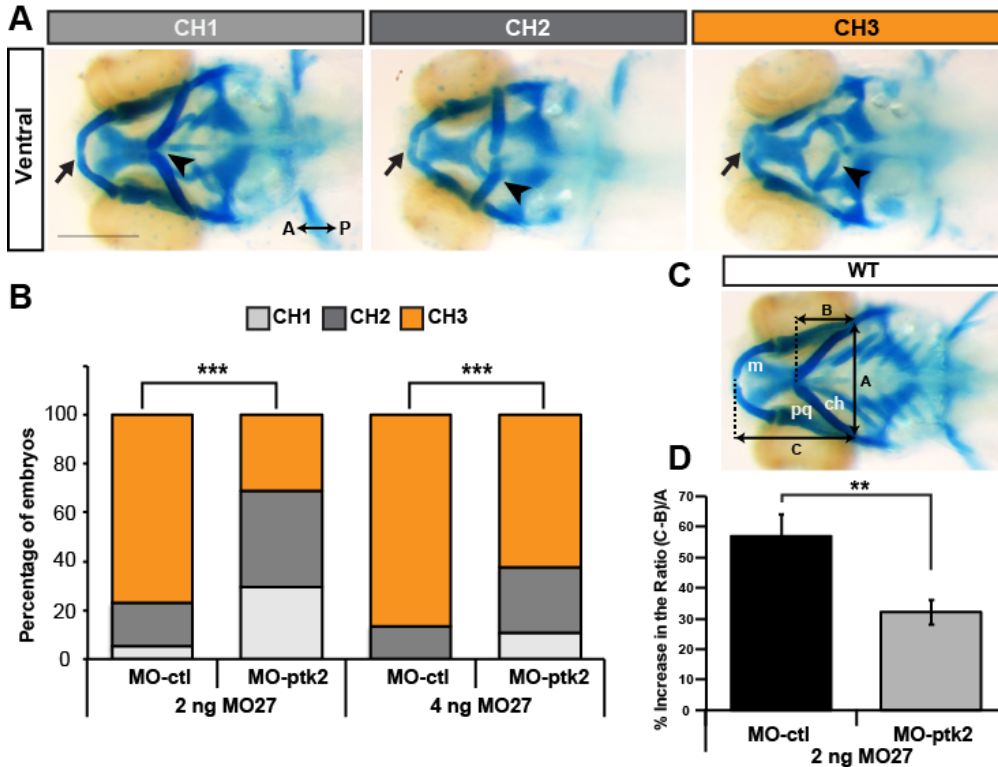 A
CH1
CH2
CH3
Ventral
A P
B
CH1 CH2 CH3
***
***
Percentage of embryos
100
80
60
40
20
0
MO-ctl MO-ptk2 MO-ctl MO-ptk2
2 ng MO27 4 ng MO27
C
WT
B
m
A
pq
ch
C
D
**
% Increase in the Ratio (C-B)/A
70
60
50
40
30
20
10
0
MO-ctl MO-ptk2
2 ng MO27